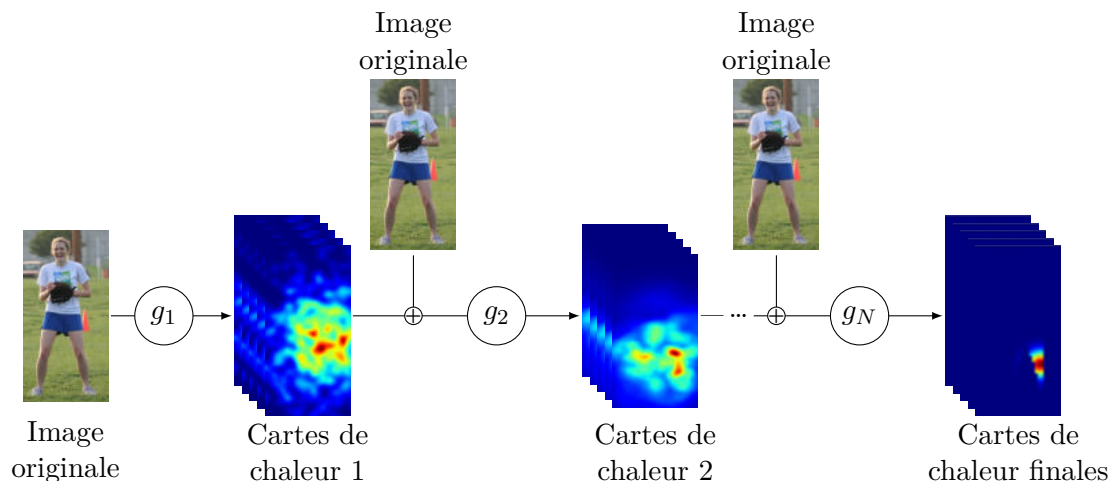 Image
originale
Image
originale
g1
g2
...
gN
Image
originale
Cartes de
chaleur 1
Cartes de
chaleur 2
Cartes de
chaleur finales